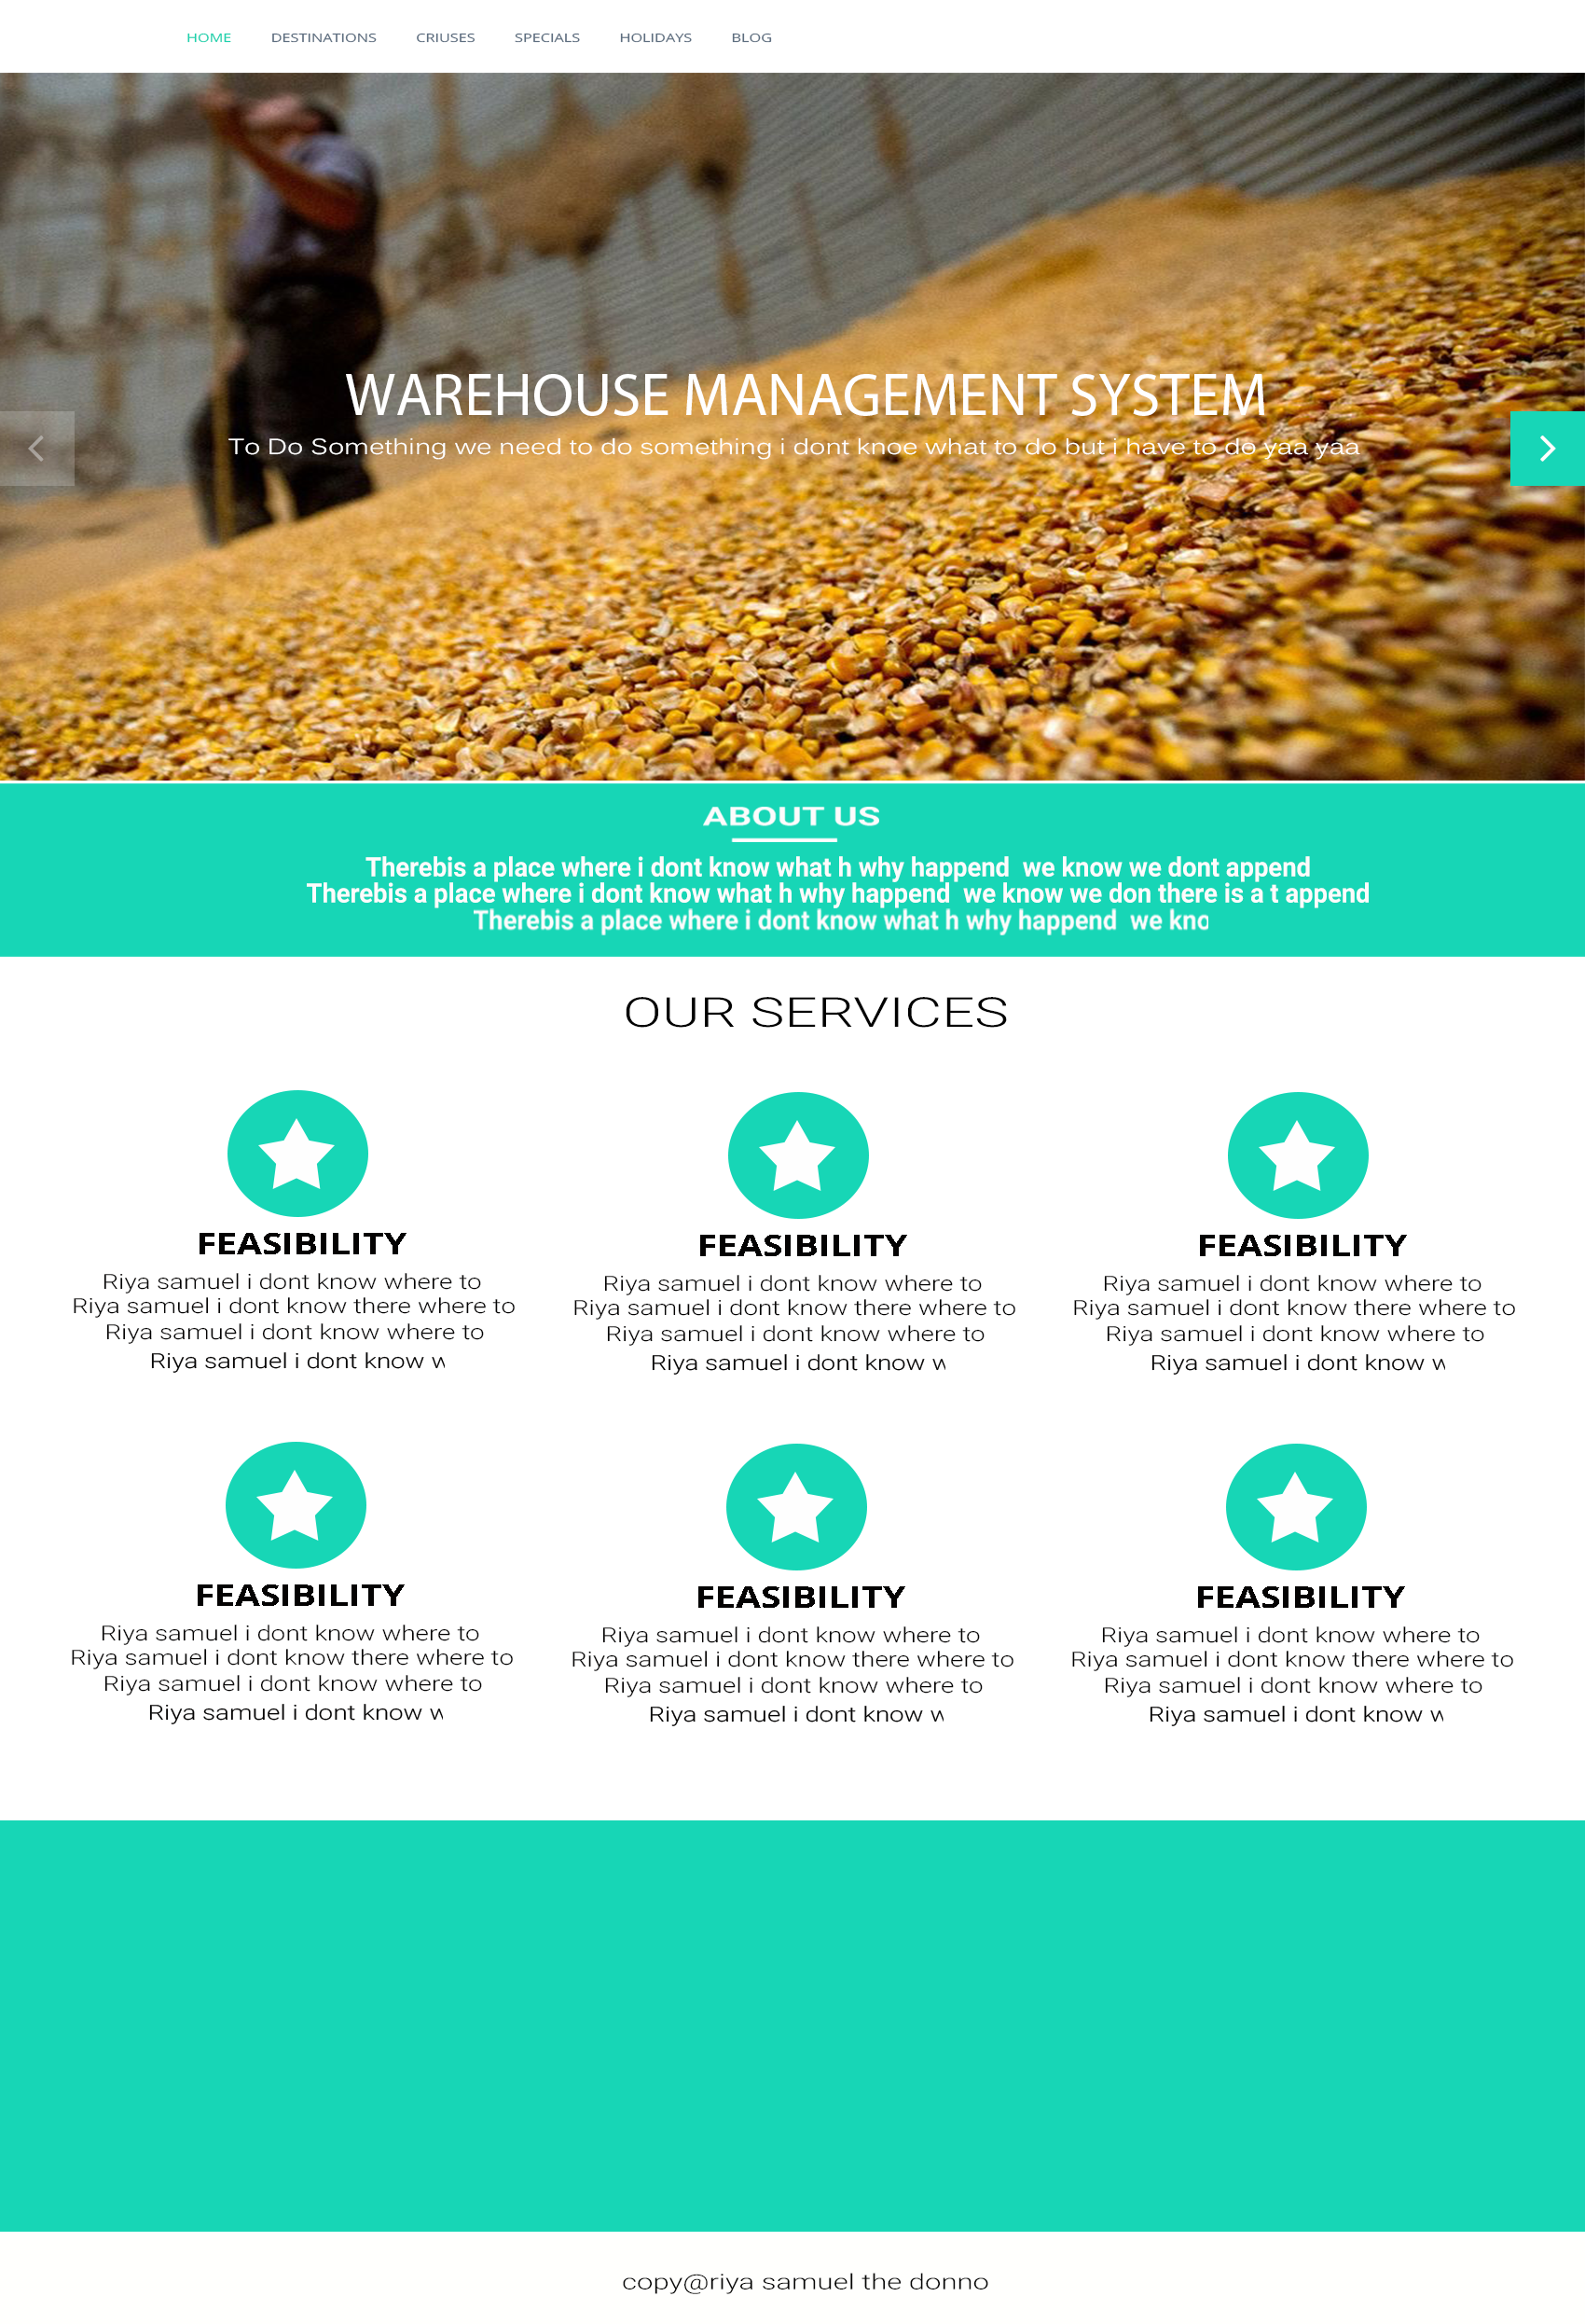 HOME DESTINATIONS CRIUSES SPECIALS HOLIDAYS BLOG
WAREHOUSE MANAGEMENT SYSTEM
To Do Something we need to do something i dont knoe what to do but i have to do yaa yaa
ABOUT US
Therebis a place where i dont know what h why happend we know we dont append
Therebis a place where i dont know what h why happend we know we don there is a t append
Therebis a place where i dont know what h why happend we kno
OUR SERVICES
FEASIBILITY
Riya samuel i dont know where to
Riya samuel i dont know there where to
Riya samuel i dont know where to
Riya samuel i dont know w
FEASIBILITY
Riya samuel i dont know where to
Riya samuel i dont know there where to
Riya samuel i dont know where to
Riya samuel i dont know w
FEASIBILITY
Riya samuel i dont know where to
Riya samuel i dont know there where to
Riya samuel i dont know where to
Riya samuel i dont know w
FEASIBILITY
Riya samuel i dont know where to
Riya samuel i dont know there where to
Riya samuel i dont know where to
Riya samuel i dont know w
FEASIBILITY
Riya samuel i dont know where to
Riya samuel i dont know there where to
Riya samuel i dont know where to
Riya samuel i dont know w
FEASIBILITY
Riya samuel i dont know where to
Riya samuel i dont know there where to
Riya samuel i dont know where to
Riya samuel i dont know w
copy@riya samuel the donno